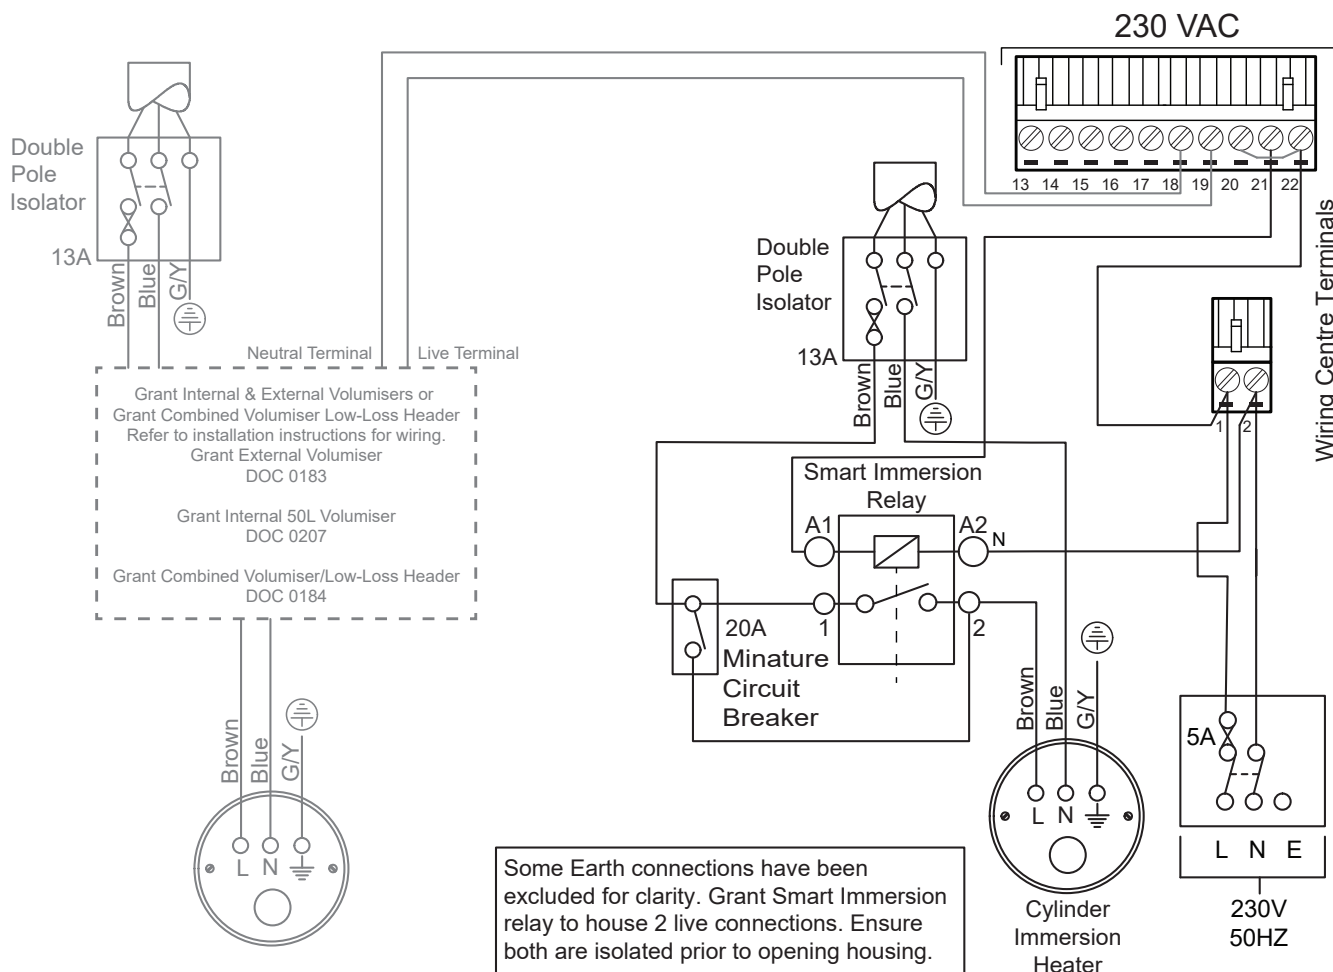 230 VAC
13 14 15 16 17 18 19 20 21 22
Wiring Centre Terminals
Double
Pole
Isolator
13A
Brown
Blue
G/Y
Neutral Terminal
Live Terminal
Grant Internal & External Volumisers or
Grant Combined Volumiser Low-Loss Header
Refer to installation instructions for wiring.
Grant External Volumiser
DOC 0183
Grant Internal 50L Volumiser
DOC 0207
Grant Combined Volumiser/Low-Loss Header
DOC 0184
Brown
Blue
G/Y
L N
Double
Pole
Isolator
13A
Brown
Blue
G/Y
Smart Immersion
Relay
A1
A2
N
1
2
20A
Minature
Circuit
Breaker
Brown
Blue
G/Y
L N
Cylinder
Immersion
Heater
1 2
5A
L N E
230V
50HZ
Some Earth connections have been
excluded for clarity. Grant Smart Immersion
relay to house 2 live connections. Ensure
both are isolated prior to opening housing.